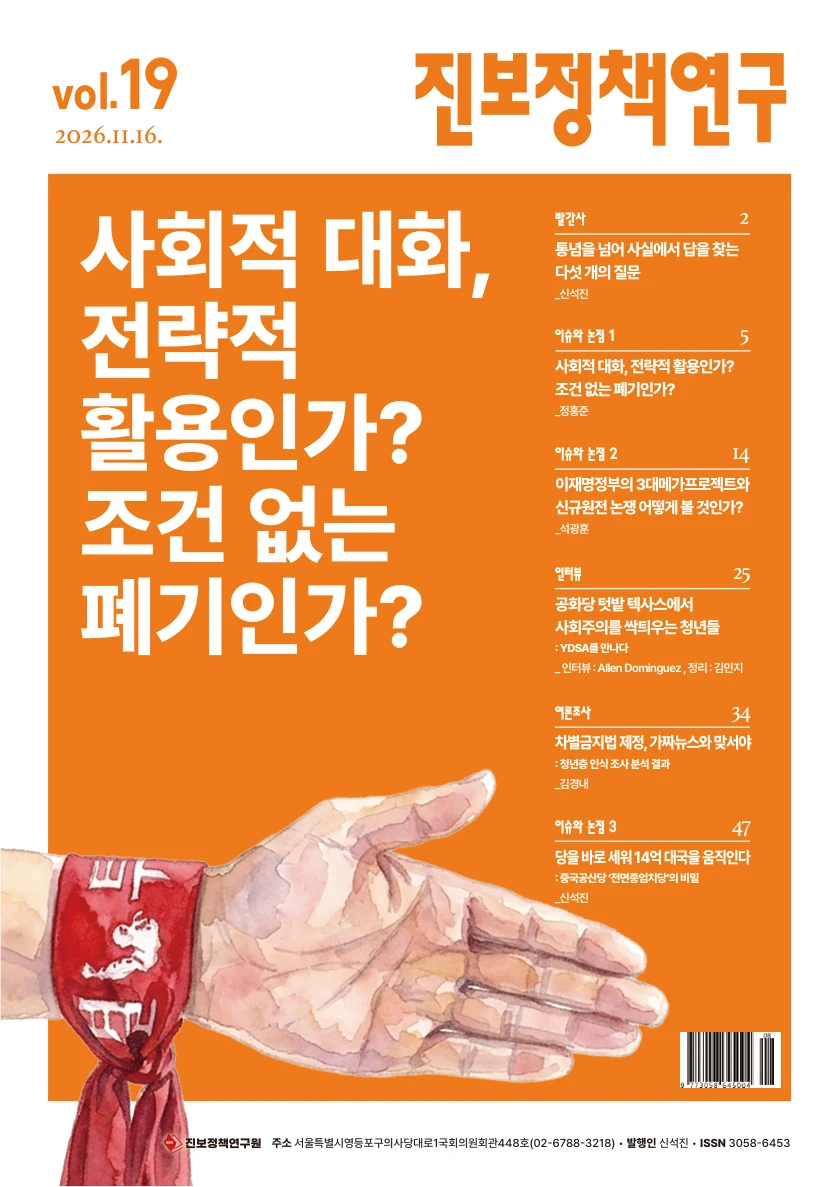 vol.19
2026.11.16.
진보정책연구
사회적 대화,
전략적
활용인가?
조건 없는
폐기인가?
발간사 2
통념을 넘어 사실에서 답을 찾는
다섯 개의 질문
_신석진
이슈와 논점 1 5
사회적 대화, 전략적 활용인가?
조건 없는 폐기인가?
_정흥준
이슈와 논점 2 14
이재명정부의 3대메가프로젝트와
신규원전 논쟁 어떻게 볼 것인가?
_석광훈
인터뷰 25
공화당 텃밭 텍사스에서
사회주의를 싹틔우는 청년들
: YDSA를 만나다
_ 인터뷰 : Allen Dominguez , 정리 : 김민지
여론조사 34
차별금지법 제정, 가짜뉴스와 맞서야
: 청년층 인식 조사 분석 결과
_김경내
이슈와 논점 3 47
당을 바로 세워 14억 대국을 움직인다
: 중국공산당 ‘전면종엄치당’의 비밀
_신석진
08
9 773058 645004
진보정책연구원 주소 서울특별시영등포구의사당대로1국회의원회관448호(02-6788-3218) • 발행인 신석진 • ISSN 3058-6453